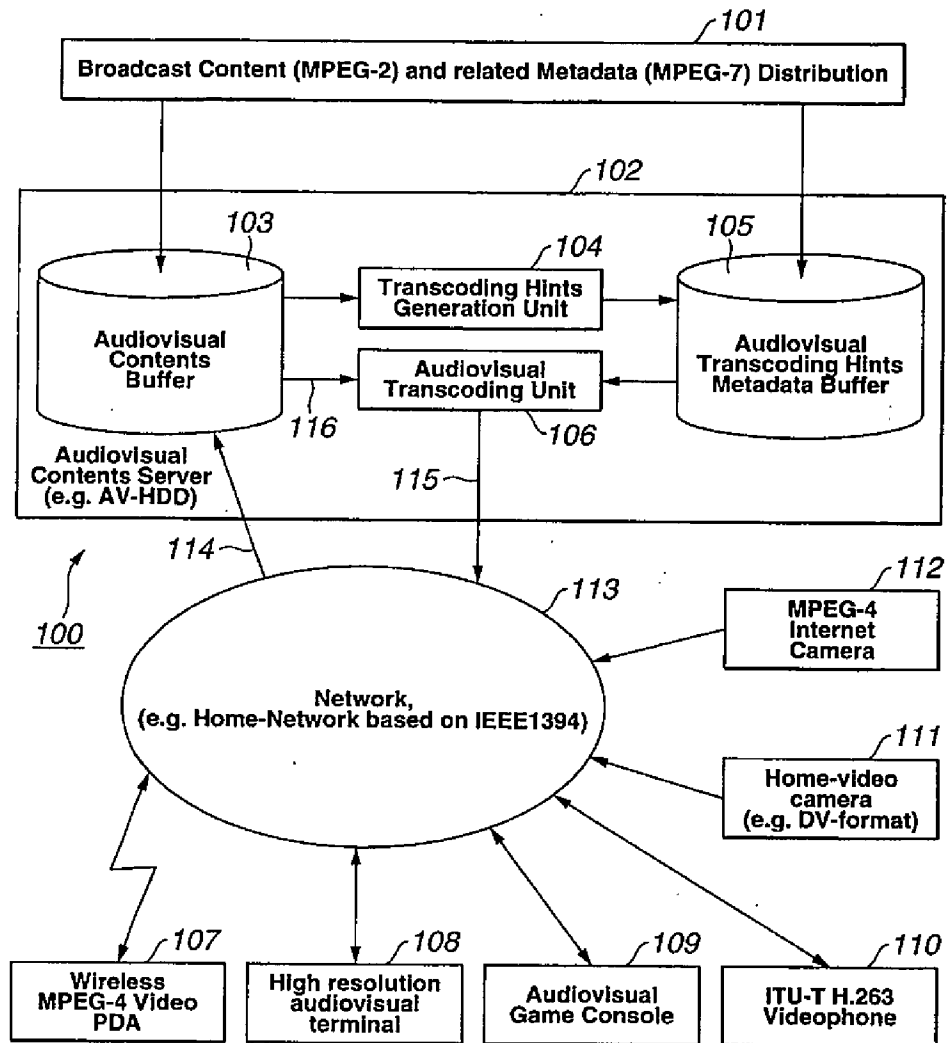 101
Broadcast Content (MPEG-2) and related Metadata (MPEG-7) Distribution
102
103
104
105
Transcoding Hints
Generation Unit
Audiovisual
Contents
Buffer
Audiovisual
Transcoding Unit
Audiovisual
Transcoding Hints
Metadata Buffer
116
106
Audiovisual
Contents Server
(e.g. AV-HDD)
115
114
100
113
112
MPEG-4
Internet
Camera
Network,
(e.g. Home-Network based on IEEE1394)
111
Home-video
camera
(e.g. DV-format)
107
Wireless
MPEG-4 Video
PDA
108
High resolution
audiovisual
terminal
109
Audiovisual
Game Console
110
ITU-T H.263
Videophone